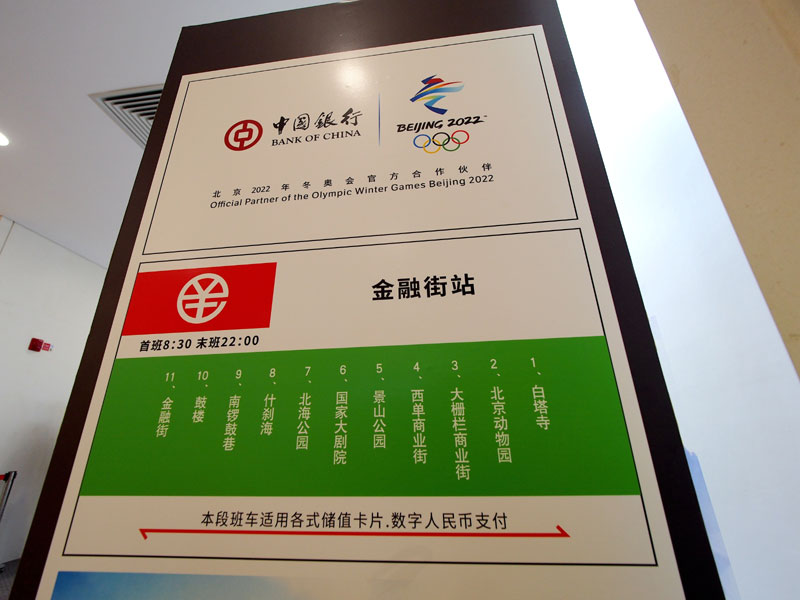 中国銀行
BANK OF CHINA
BEIJING 2022™
北京2022年冬奥会官方合作伙伴
Official Partner of the Olympic Winter Games Beijing 2022
金融街站
首班8:30 末班22:00
1、白塔寺
2、北京动物园
3、大栅栏商业街
4、西单商业街
5、景山公园
6、国家大剧院
7、北海公园
8、什刹海
9、南锣鼓巷
10、鼓楼
11、金融街
本段班车适用各式储值卡片.数字人民币支付